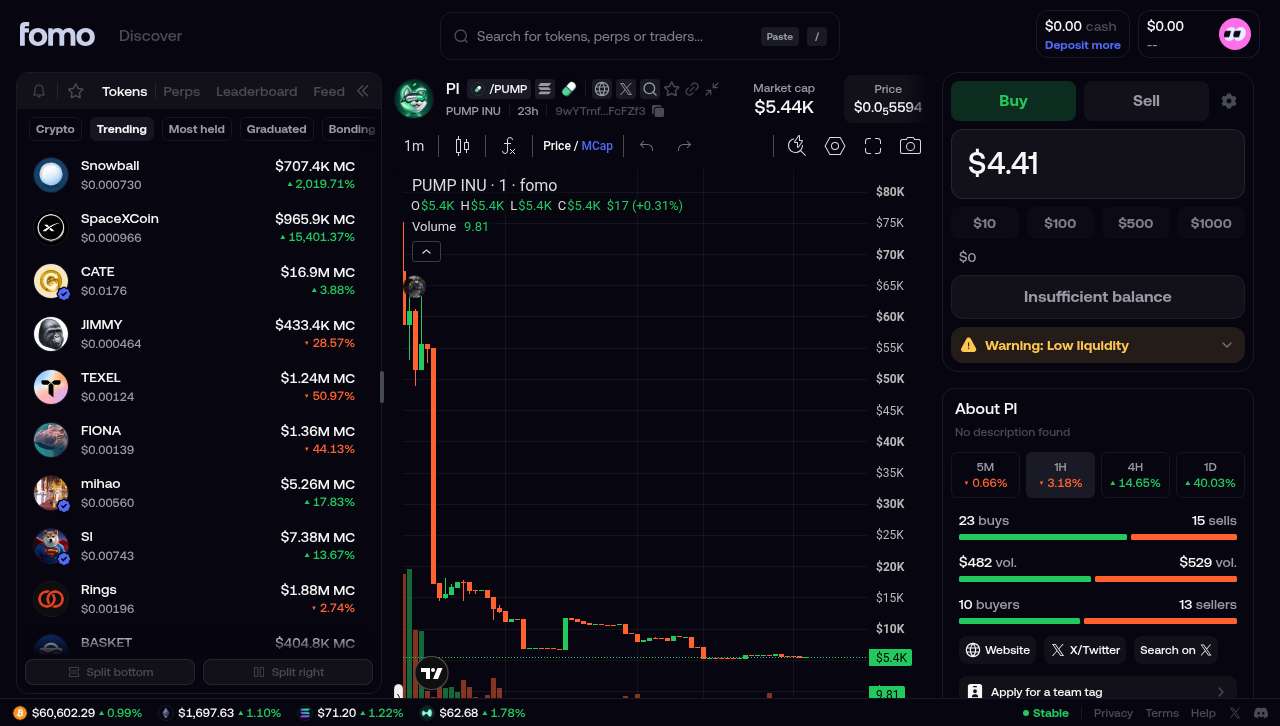 fomo
Discover
Search for tokens, perps or traders...
Paste
/
$0.00 cash
Deposit more
$0.00
--
Tokens Perps Leaderboard Feed
Crypto Trending Most held Graduated Bonding
Snowball $707.4K MC
$0.000730 2,019.71%
SpaceXCoin $965.9K MC
$0.000966 15,401.37%
CATE $16.9M MC
$0.0176 3.88%
JIMMY $433.4K MC
$0.000464 28.57%
TEXEL $1.24M MC
$0.00124 50.97%
FIONA $1.36M MC
$0.00139 44.13%
mihao $5.26M MC
$0.00560 17.83%
SI $7.38M MC
$0.00743 13.67%
Rings $1.88M MC
$0.00196 2.74%
BASKET $404.8K MC
Split bottom Split right
PI /PUMP
PUMP INU 23h 9wYTmf...FcFZf3
Market cap
$5.44K
Price
$0.0₅5594
1m Price / MCap
PUMP INU · 1 · fomo
O$5.4K H$5.4K L$5.4K C$5.4K $17 (+0.31%)
Volume 9.81
$80K
$75K
$70K
$65K
$60K
$55K
$50K
$45K
$40K
$35K
$30K
$25K
$20K
$15K
$10K
$5.4K
9.81
Buy Sell
$4.41
$10 $100 $500 $1000
$0
Insufficient balance
Warning: Low liquidity
About PI
No description found
5M 1H 4H 1D
0.66% 3.18% 14.65% 40.03%
23 buys 15 sells
$482 vol. $529 vol.
10 buyers 13 sellers
Website X/Twitter Search on X
Apply for a team tag
$60,602.29 0.99% $1,697.63 1.10% $71.20 1.22% $62.68 1.78%
Stable Privacy Terms Help